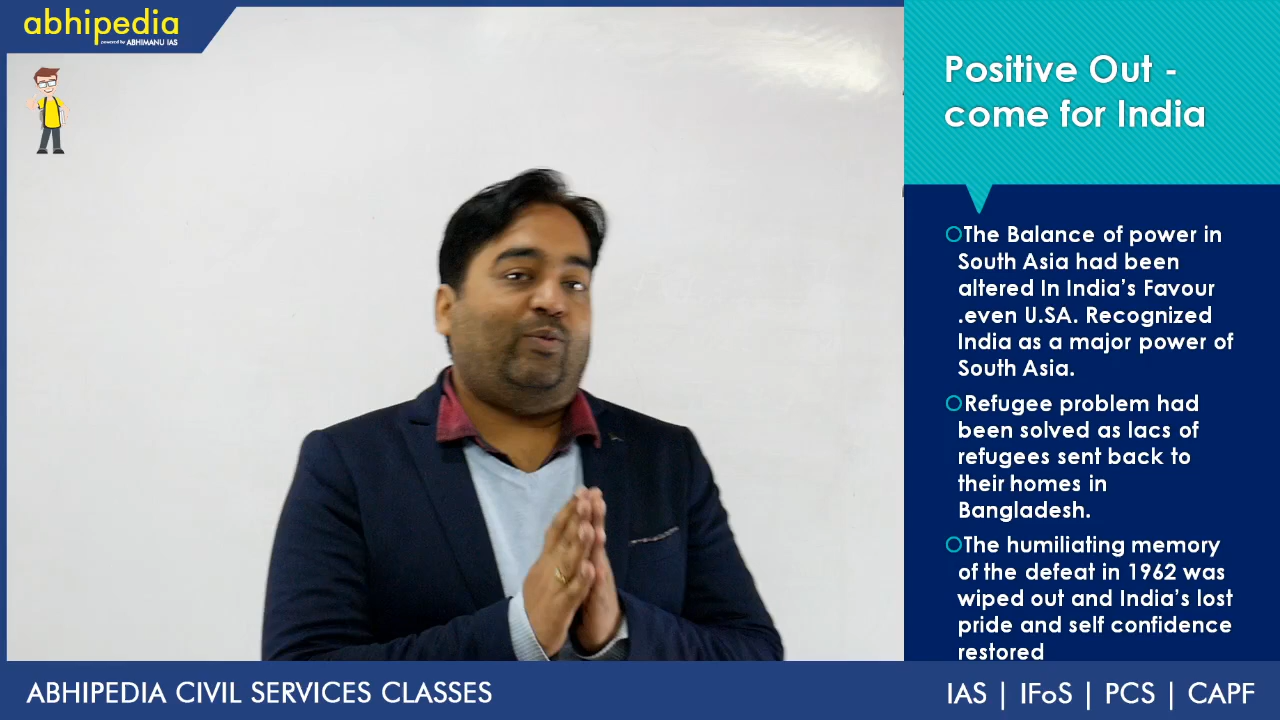 abhipedia
powered by ABHIMANU IAS
Positive Out -
come for India
The Balance of power in
South Asia had been
altered In India's Favour
.even U.SA. Recognized
India as a major power of
South Asia.
Refugee problem had
been solved as lacs of
refugees sent back to
their homes in
Bangladesh.
The humiliating memory
of the defeat in 1962 was
wiped out and India's lost
pride and self confidence
restored
ABHIPEDIA CIVIL SERVICES CLASSES
IAS | IFoS | PCS | CAPF